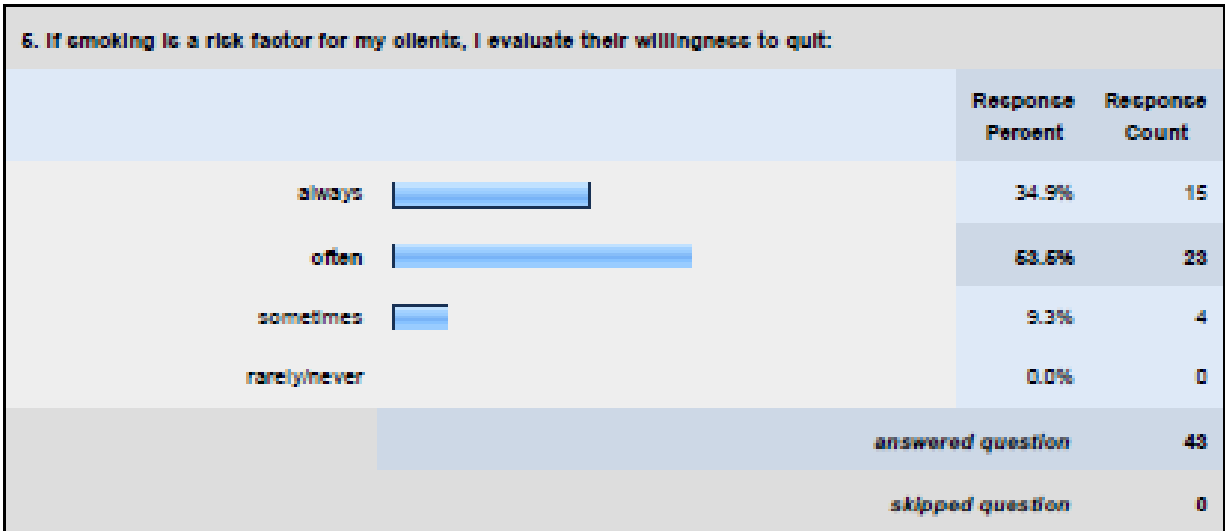 5. If smoking is a risk factor for my clients, I evaluate their willingness to quit:
Response Percent
Response Count
always 34.9% 15
often 53.5% 23
sometimes 9.3% 4
rarely/never 0.0% 0
answered question 43
skipped question 0